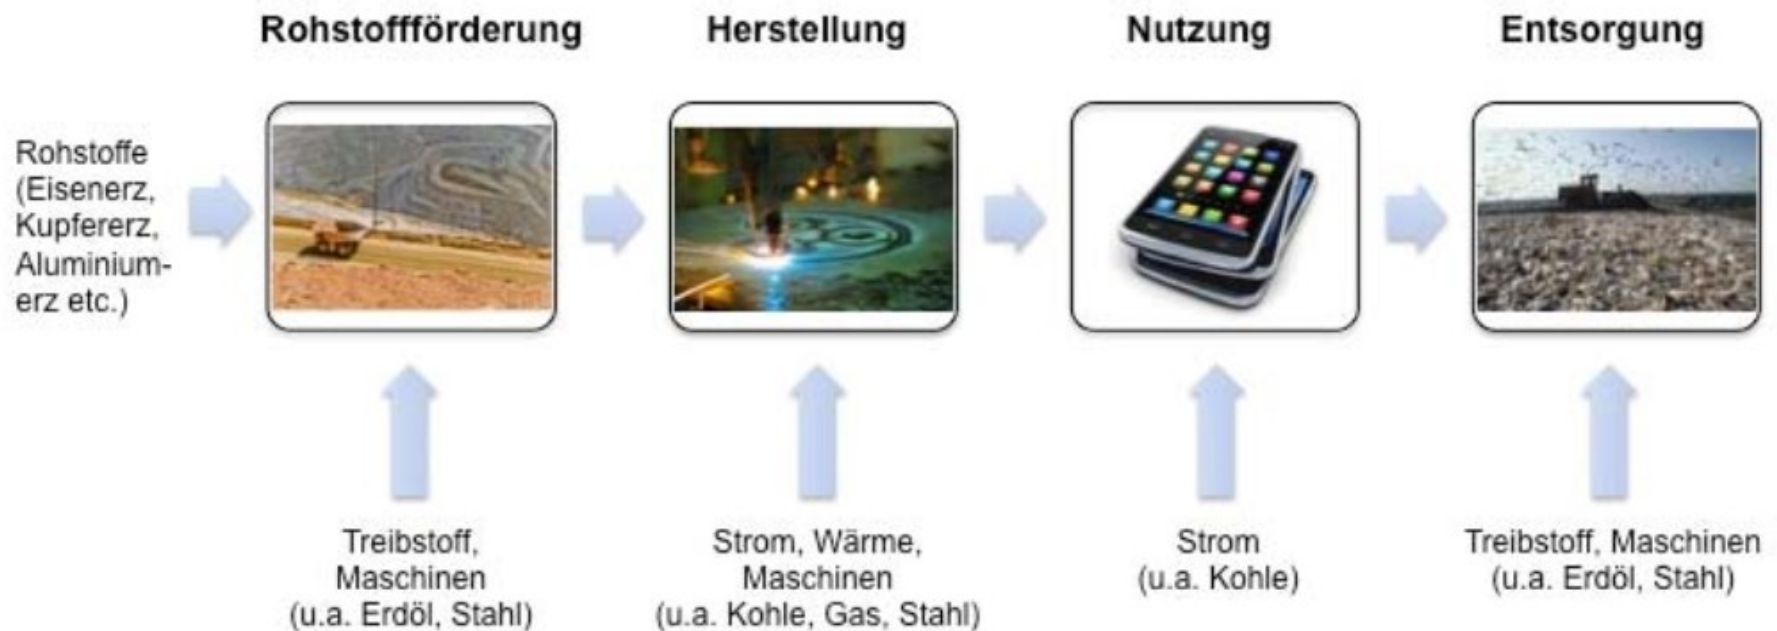 Rohstoffförderung
Herstellung
Nutzung
Entsorgung
Rohstoffe
(Eisenerz,
Kupfererz,
Aluminium-
erz etc.)
Treibstoff,
Maschinen
(u.a. Erdöl, Stahl)
Strom, Wärme,
Maschinen
(u.a. Kohle, Gas, Stahl)
Strom
(u.a. Kohle)
Treibstoff, Maschinen
(u.a. Erdöl, Stahl)